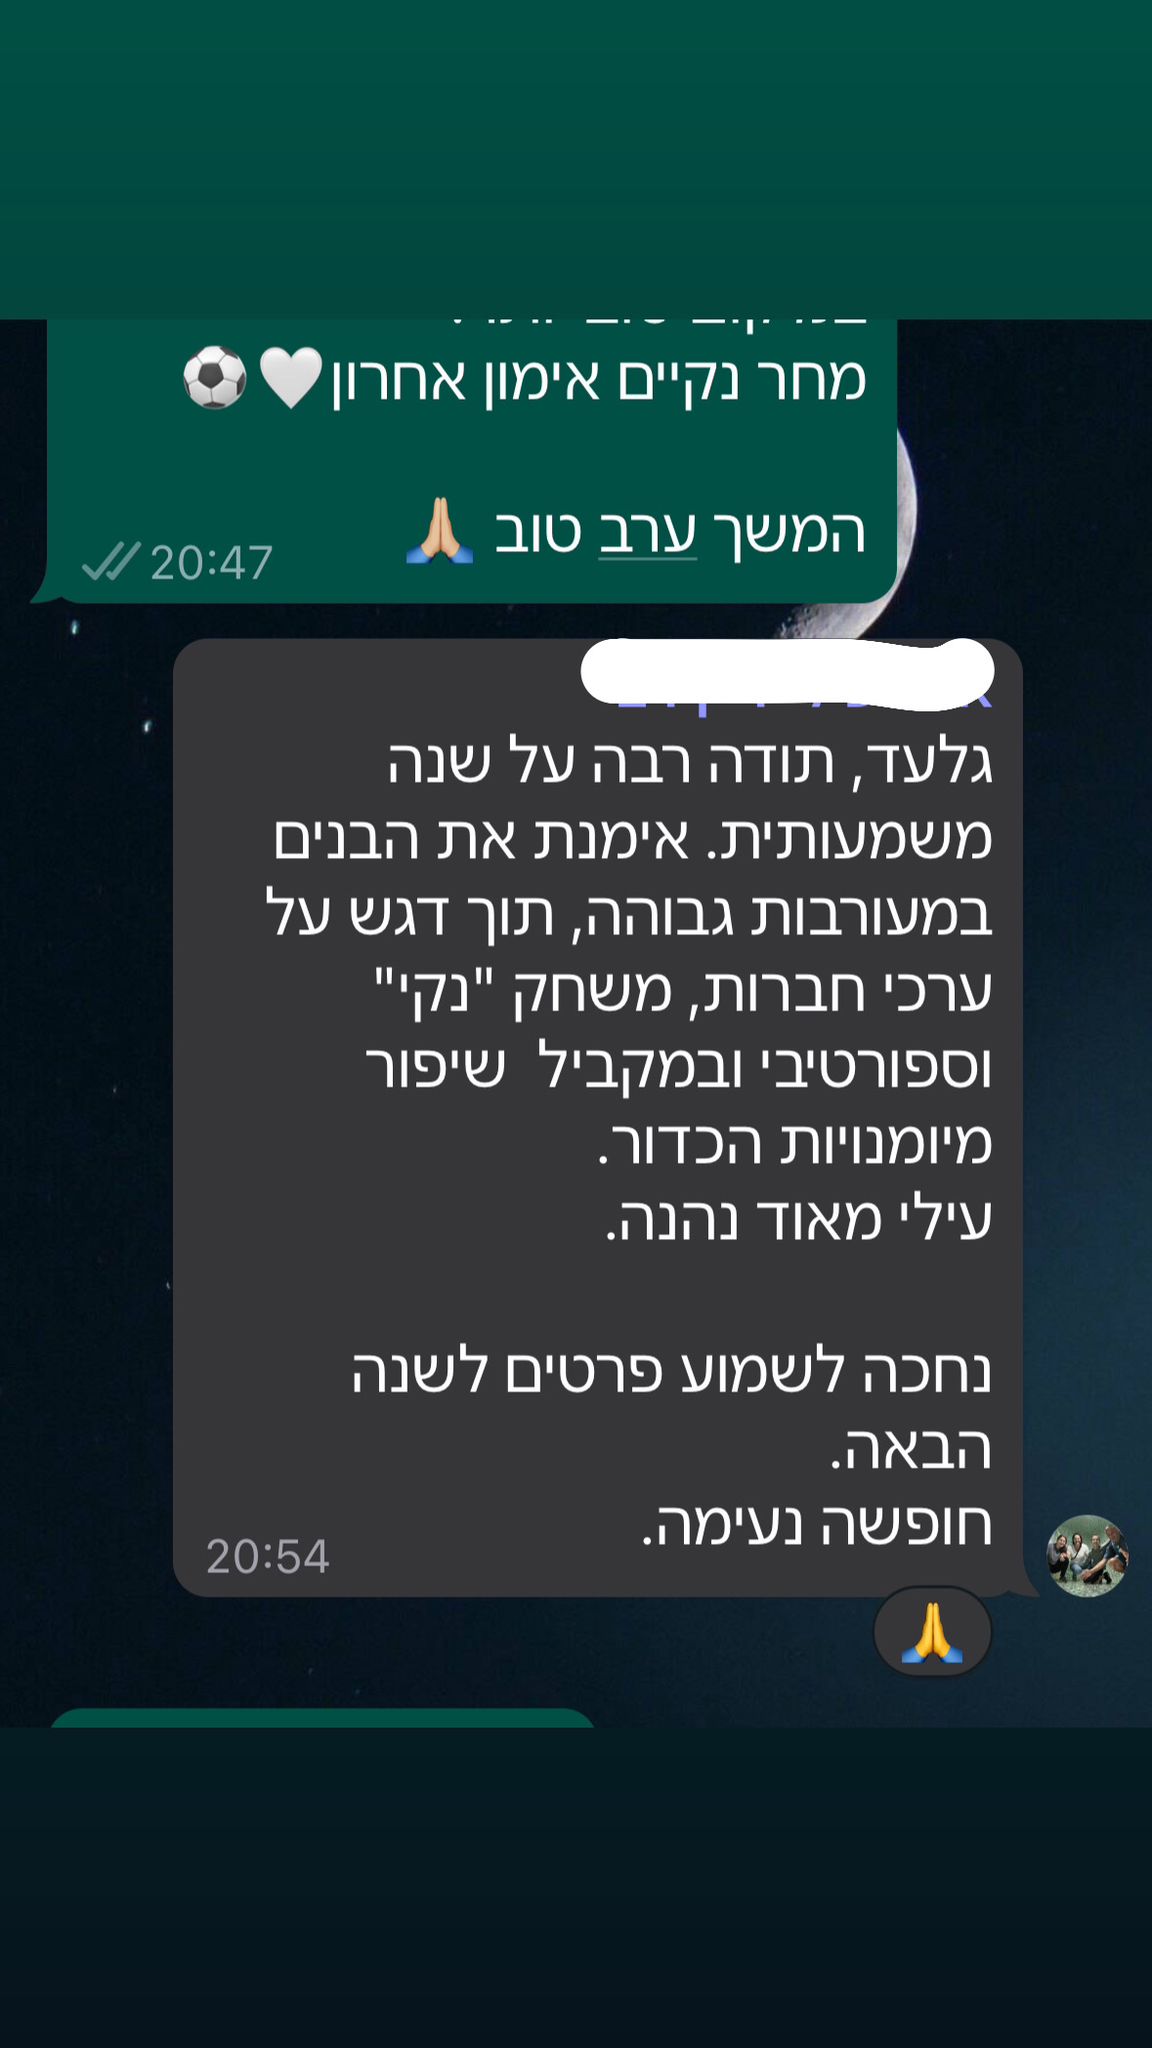 מחר נקיים אימון אחרון🤍⚽
המשך ערב טוב 🙏🏼
20:47
גלעד, תודה רבה על שנה
משמעותית. אימנת את הבנים
במעורבות גבוהה, תוך דגש על
ערכי חברות, משחק "נקי"
וספורטיבי ובמקביל  שיפור
מיומנויות הכדור.
עילי מאוד נהנה.
נחכה לשמוע פרטים לשנה
הבאה.
חופשה נעימה.
20:54
🙏